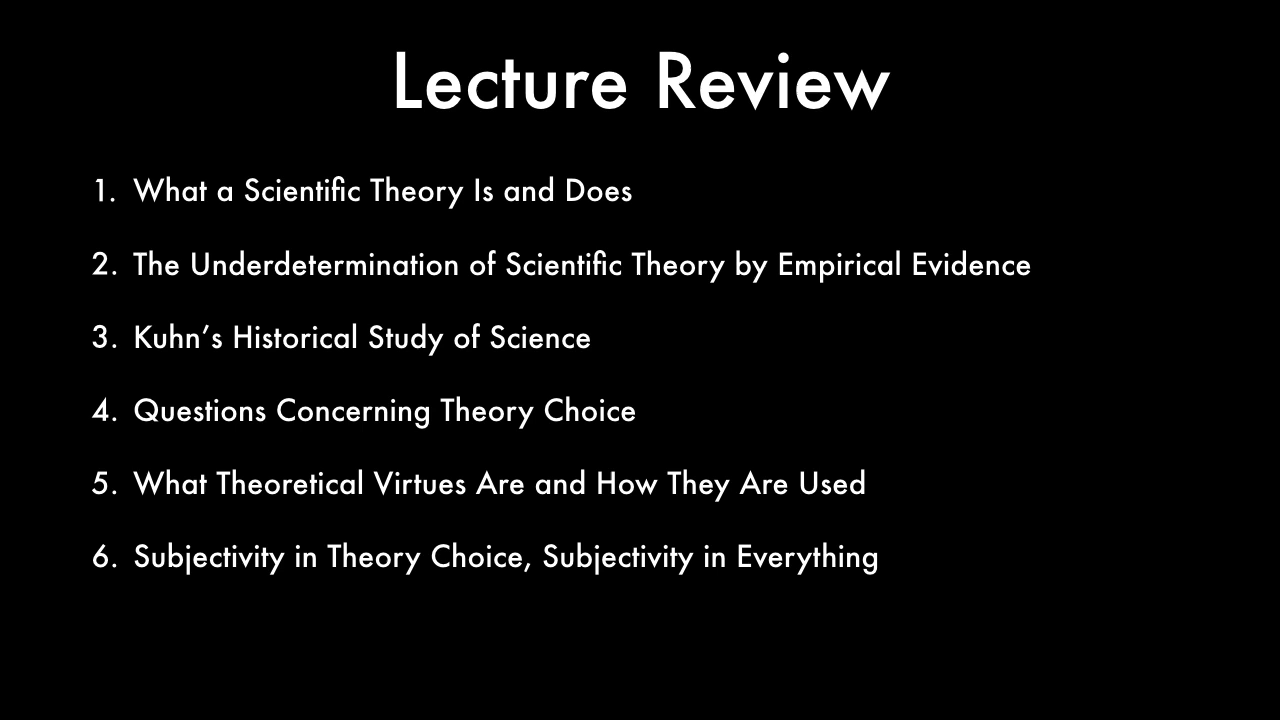 Lecture Review
1. What a Scientific Theory Is and Does
2. The Underdetermination of Scientific Theory by Empirical Evidence
3. Kuhn’s Historical Study of Science
4. Questions Concerning Theory Choice
5. What Theoretical Virtues Are and How They Are Used
6. Subjectivity in Theory Choice, Subjectivity in Everything